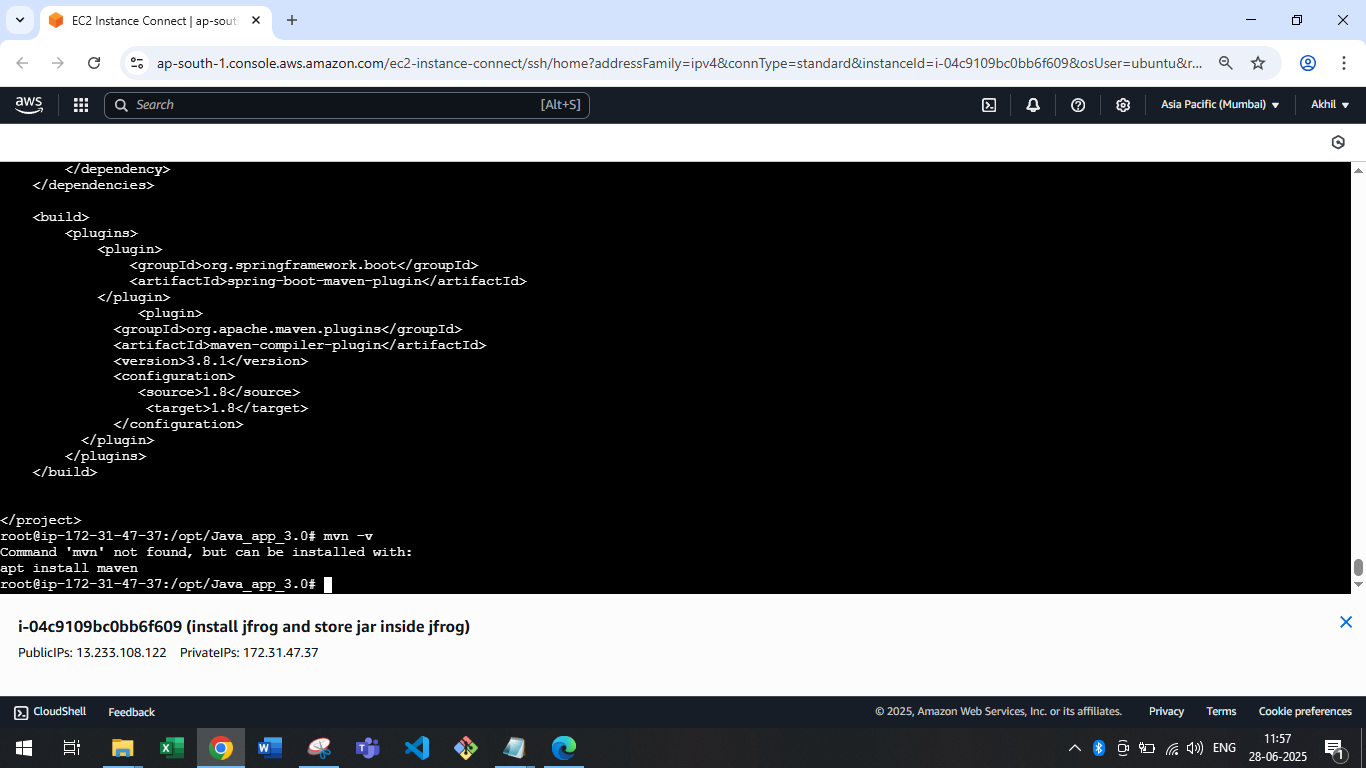 EC2 Instance Connect | ap-sout
ap-south-1.console.aws.amazon.com/ec2-instance-connect/ssh/home?addressFamily=ipv4&connType=standard&instanceId=i-04c9109bc0bb6f609&osUser=ubuntu&r...
aws
Search
[Alt+S]
Asia Pacific (Mumbai)
Akhil
        </dependency>
    </dependencies>
    <build>
        <plugins>
            <plugin>
                <groupId>org.springframework.boot</groupId>
                <artifactId>spring-boot-maven-plugin</artifactId>
            </plugin>
                 <plugin>
              <groupId>org.apache.maven.plugins</groupId>
              <artifactId>maven-compiler-plugin</artifactId>
              <version>3.8.1</version>
              <configuration>
                 <source>1.8</source>
                  <target>1.8</target>
              </configuration>
          </plugin>
        </plugins>
    </build>
</project>
root@ip-172-31-47-37:/opt/Java_app_3.0# mvn -v
Command 'mvn' not found, but can be installed with:
apt install maven
root@ip-172-31-47-37:/opt/Java_app_3.0#
i-04c9109bc0bb6f609 (install jfrog and store jar inside jfrog)
PublicIPs: 13.233.108.122    PrivateIPs: 172.31.47.37
CloudShell
Feedback
© 2025, Amazon Web Services, Inc. or its affiliates.
Privacy
Terms
Cookie preferences
ENG
11:57
28-06-2025
1